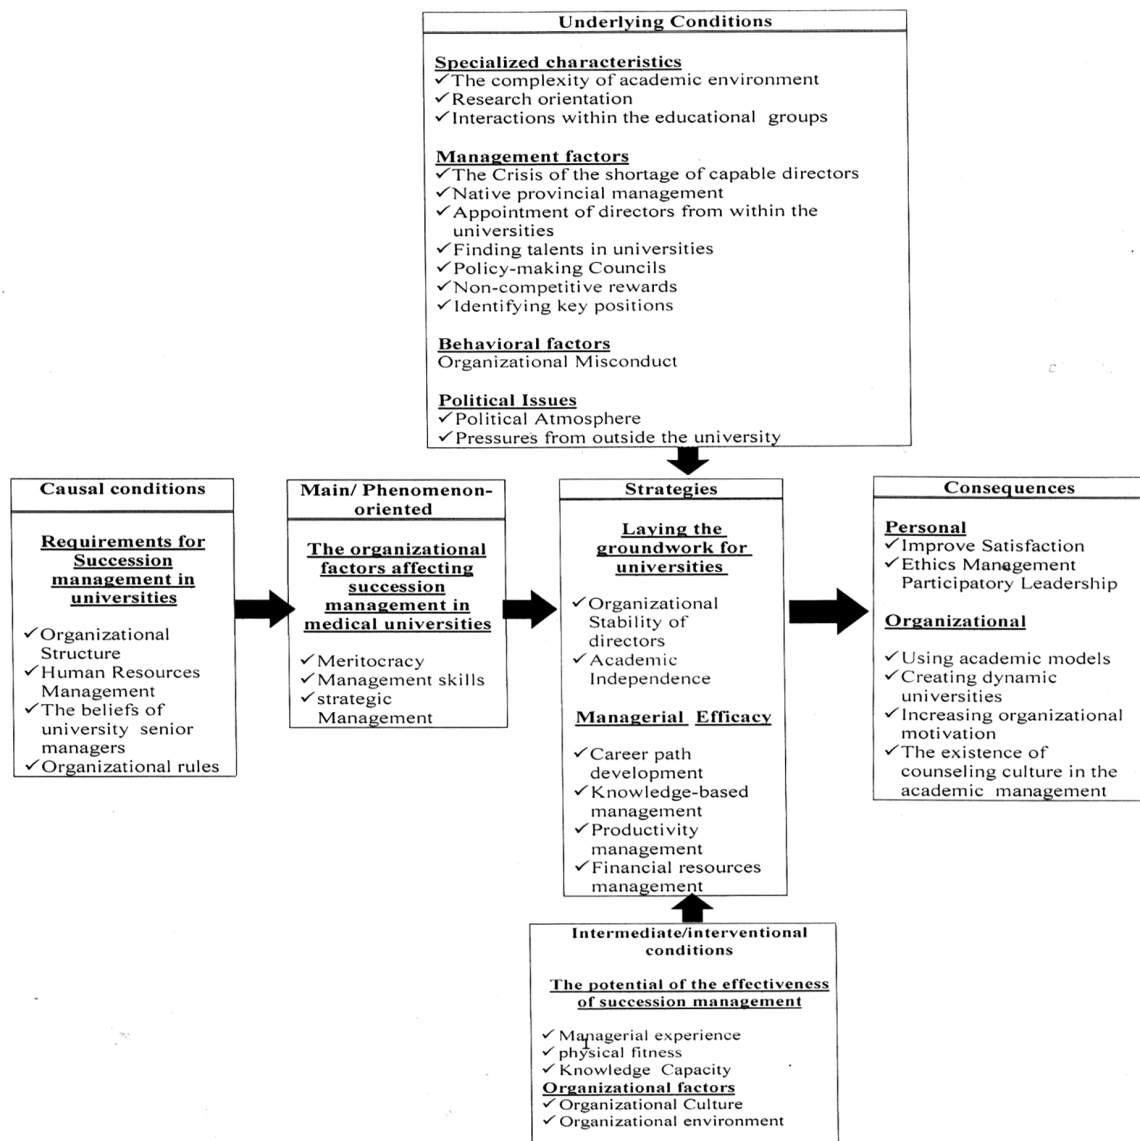 Underlying Conditions
Specialized characteristics
✓The complexity of academic environment
✓Research orientation
✓Interactions within the educational groups
Management factors
✓The Crisis of the shortage of capable directors
✓Native provincial management
✓Appointment of directors from within the
universities
✓Finding talents in universities
✓Policy-making Councils
✓Non-competitive rewards
✓Identifying key positions
Behavioral factors
Organizational Misconduct
Political Issues
✓Political Atmosphere
✓Pressures from outside the university
Causal conditions
Requirements for
Succession
management in
universities
✓Organizational
Structure
✓Human Resources
Management
✓The beliefs of
university senior
managers
✓Organizational rules
Main/ Phenomenon-
oriented
The organizational
factors affecting
succession
management in
medical universities
✓Meritocracy
✓Management skills
✓strategic
Management
Strategies
Laying the
groundwork for
universities
✓Organizational
Stability of
directors
✓Academic
Independence
Managerial Efficacy
✓Career path
development
✓Knowledge-based
management
✓Productivity
management
✓Financial resources
management
Consequences
Personal
✓Improve Satisfaction
✓Ethics Management
Participatory Leadership
Organizational
✓Using academic models
✓Creating dynamic
universities
✓Increasing organizational
motivation
✓The existence of
counseling culture in the
academic management
Intermediate/interventional
conditions
The potential of the effectiveness
of succession management
✓Managerial experience
✓physical fitness
✓Knowledge Capacity
Organizational factors
✓Organizational Culture
✓Organizational environment